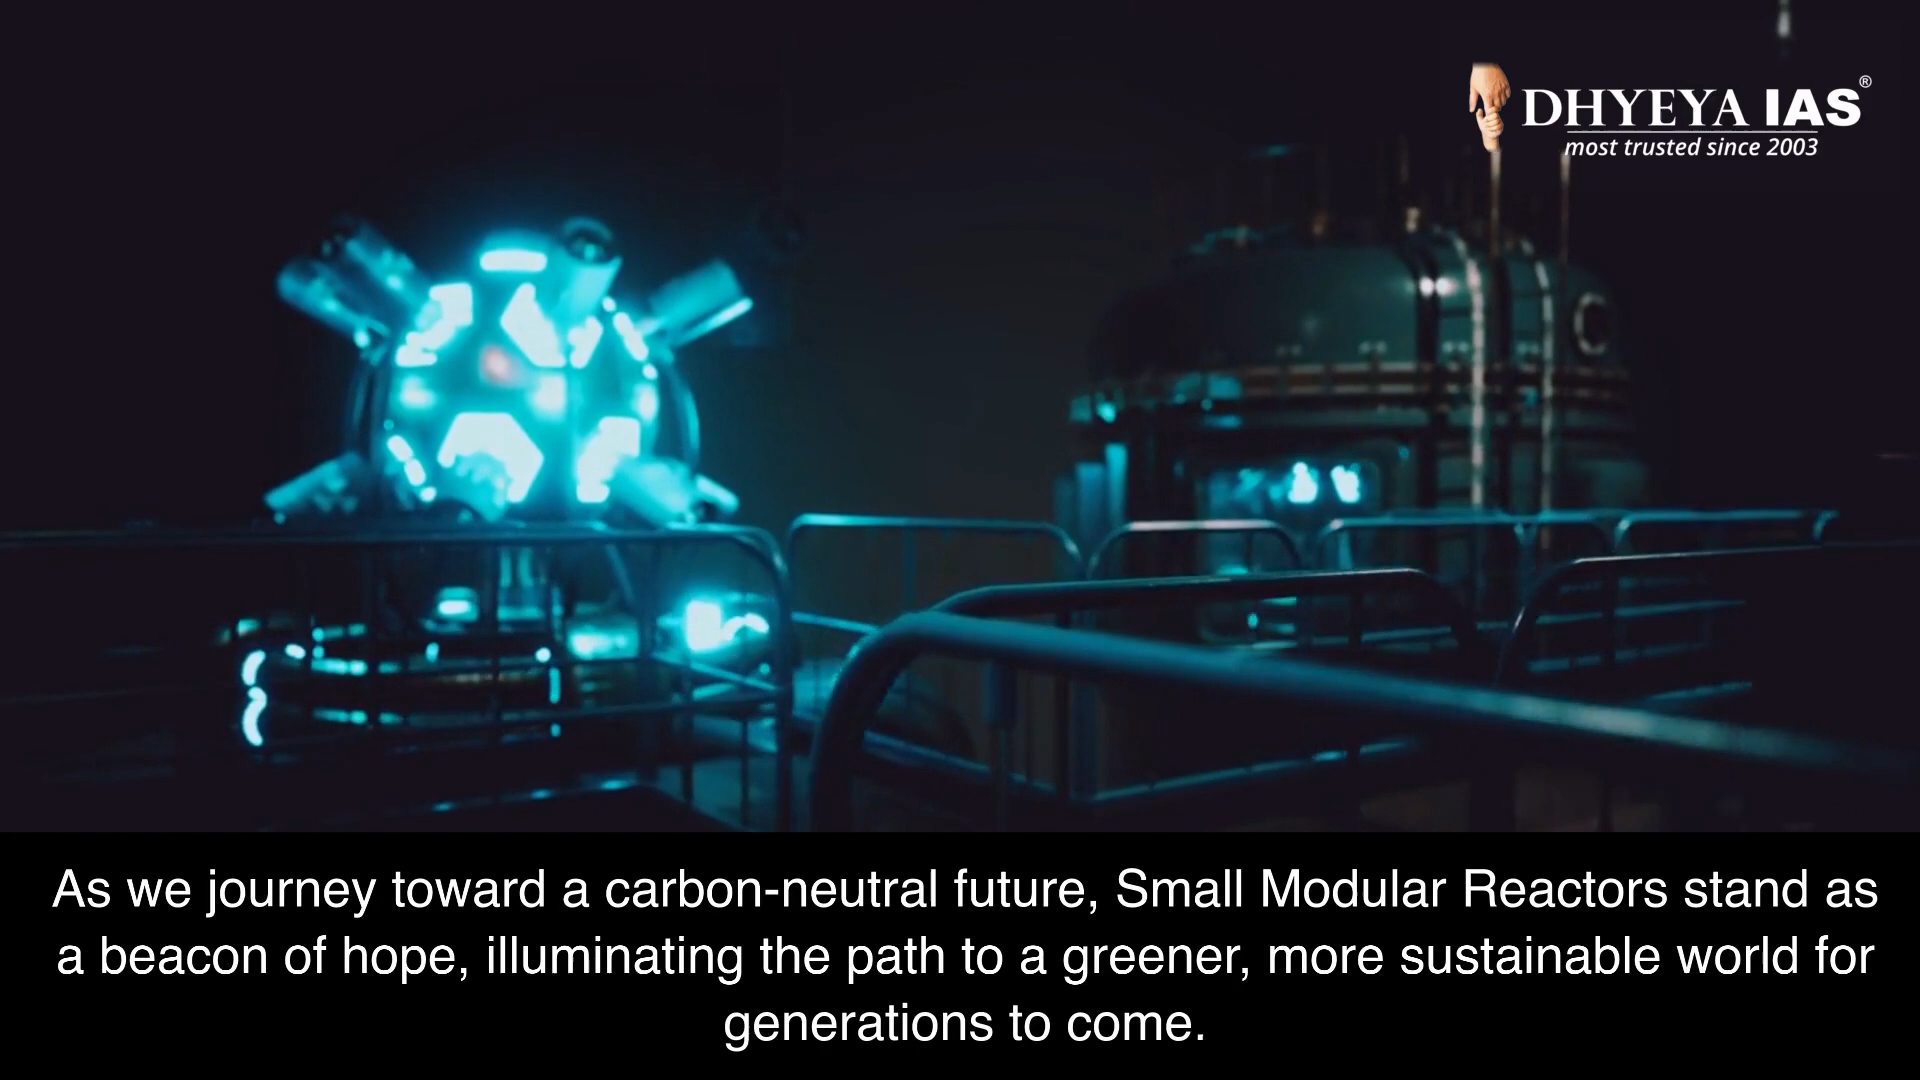 DHYEYA IAS®
most trusted since 2003
As we journey toward a carbon-neutral future, Small Modular Reactors stand as
a beacon of hope, illuminating the path to a greener, more sustainable world for
generations to come.